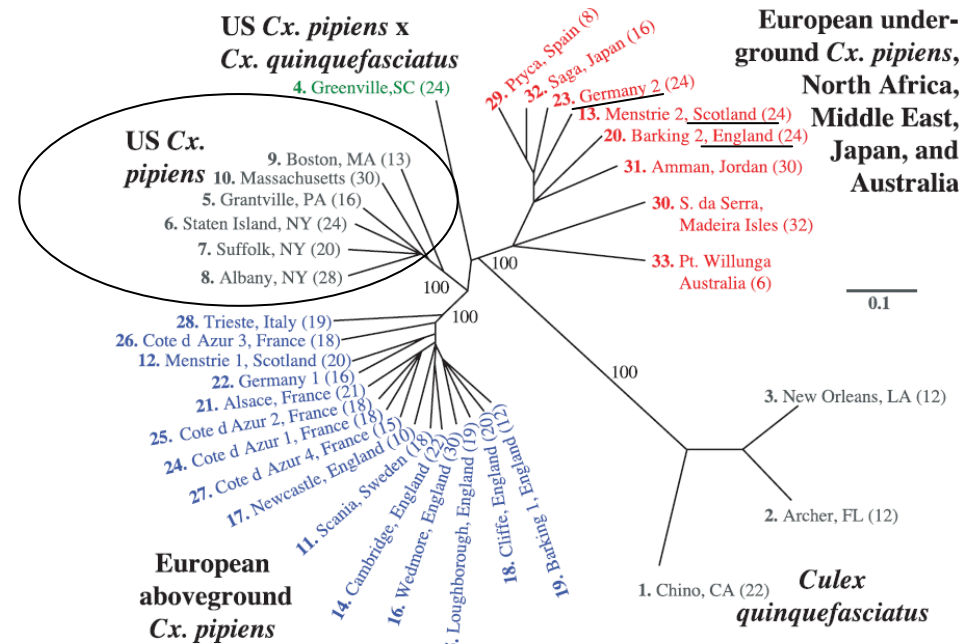 US Cx. pipiens x
Cx. quinquefasciatus
4. Greenville,SC (24)
US Cx.
pipiens
9. Boston, MA (13)
10. Massachusetts (30)
5. Grantville, PA (16)
6. Staten Island, NY (24)
7. Suffolk, NY (20)
8. Albany, NY (28)
29. Pryca, Spain (8)
32. Saga, Japan (16)
23. Germany 2 (24)
13. Menstrie 2, Scotland (24)
20. Barking 2, England (24)
31. Amman, Jordan (30)
30. S. da Serra,
Madeira Isles (32)
33. Pt. Willunga
Australia (6)
European under-
ground Cx. pipiens,
North Africa,
Middle East,
Japan, and
Australia
0.1
100
100
100
100
28. Trieste, Italy (19)
26. Cote d Azur 3, France (18)
12. Menstrie 1, Scotland (20)
22. Germany 1 (16)
21. Alsace, France (21)
25. Cote d Azur 2, France (18)
24. Cote d Azur 1, France (18)
27. Cote d Azur 4, France (15)
17. Newcastle, England (10)
11. Scania, Sweden (18)
14. Cambridge, England (22)
16. Wedmore, England (30)
Loughborough, England (19)
18. Cliffe, England (20)
19. Barking 1, England (12)
European
aboveground
Cx. pipiens
3. New Orleans, LA (12)
2. Archer, FL (12)
1. Chino, CA (22)
Culex
quinquefasciatus